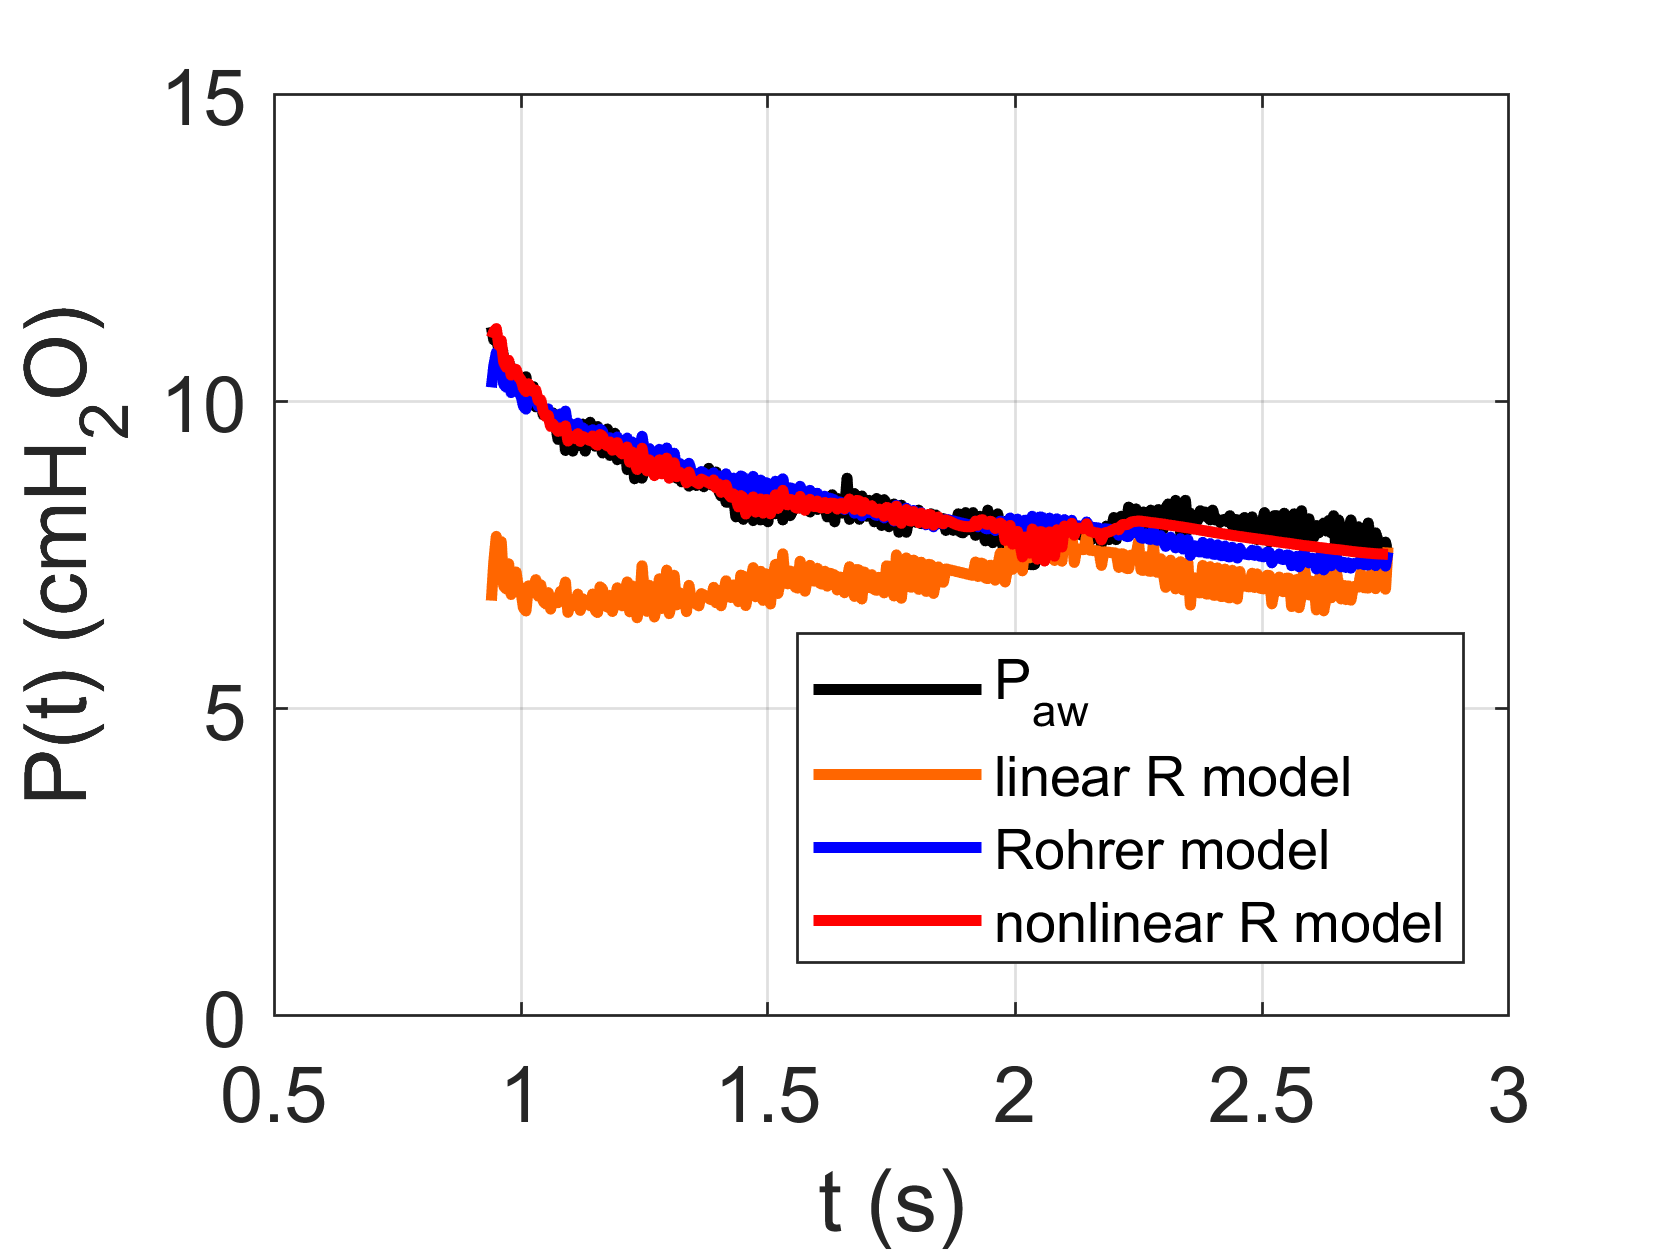 P(t) (cmH2O)
15
10
5
0
0.5 1 1.5 2 2.5 3
t (s)
Paw
linear R model
Rohrer model
nonlinear R model